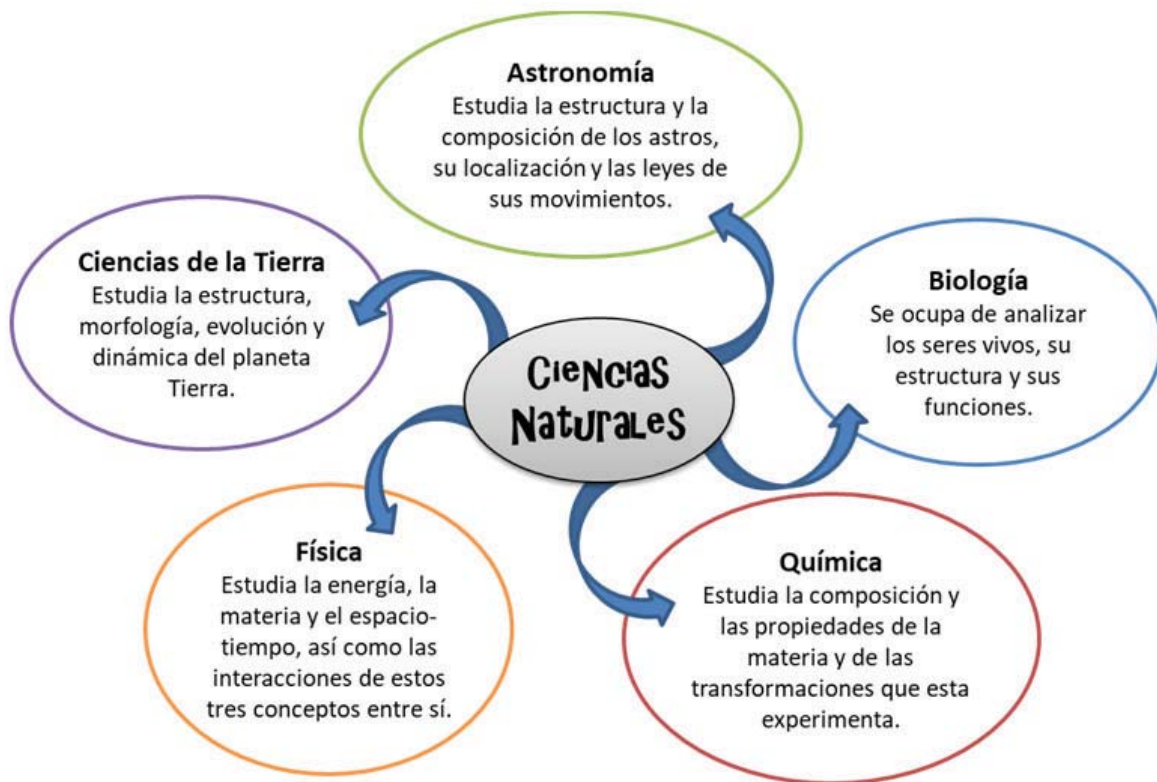 Astronomía
Estudia la estructura y la
composición de los astros,
su localización y las leyes de
sus movimientos.
Ciencias de la Tierra
Estudia la estructura,
morfología, evolución y
dinámica del planeta
Tierra.
Biología
Se ocupa de analizar
los seres vivos, su
estructura y sus
funciones.
Ciencias
Naturales
Física
Estudia la energía, la
materia y el espacio-
tiempo, así como las
interacciones de estos
tres conceptos entre sí.
Química
Estudia la composición y
las propiedades de la
materia y de las
transformaciones que esta
experimenta.